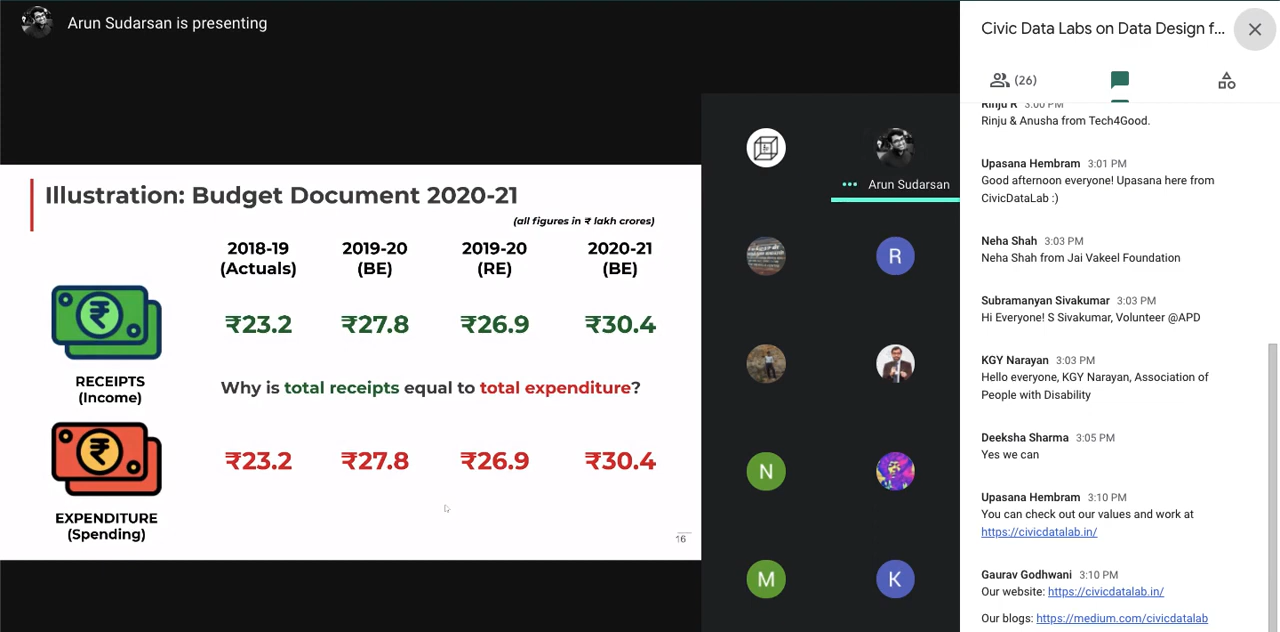 Arun Sudarsan is presenting
Illustration: Budget Document 2020-21
(all figures in ₹ lakh crores)
2018-19 (Actuals)
2019-20 (BE)
2019-20 (RE)
2020-21 (BE)
RECEIPTS
(Income)
₹23.2 ₹27.8 ₹26.9 ₹30.4
Why is total receipts equal to total expenditure?
EXPENDITURE
(Spending)
₹23.2 ₹27.8 ₹26.9 ₹30.4
16
Arun Sudarsan
R
N
M
K
Civic Data Labs on Data Design f...
(26)
Rinju R 3:00 PM
Rinju & Anusha from Tech4Good.
Upasana Hembram 3:01 PM
Good afternoon everyone! Upasana here from
CivicDataLab :)
Neha Shah 3:03 PM
Neha Shah from Jai Vakeel Foundation
Subramanyan Sivakumar 3:03 PM
Hi Everyone! S Sivakumar, Volunteer @APD
KGY Narayan 3:03 PM
Hello everyone, KGY Narayan, Association of
People with Disability
Deeksha Sharma 3:05 PM
Yes we can
Upasana Hembram 3:10 PM
You can check out our values and work at
https://civicdatalab.in/
Gaurav Godhwani 3:10 PM
Our website: https://civicdatalab.in/
Our blogs: https://medium.com/civicdatalab